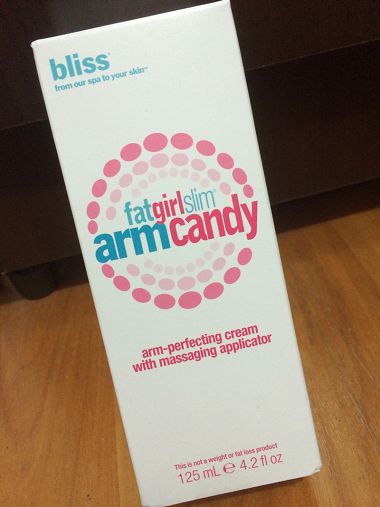 bliss®
from our spa to your skin™
fatgirlslim®
armcandy
arm-perfecting cream
with massaging applicator
This is not a weight or fat loss product
125 mL ℮ 4.2 fl oz